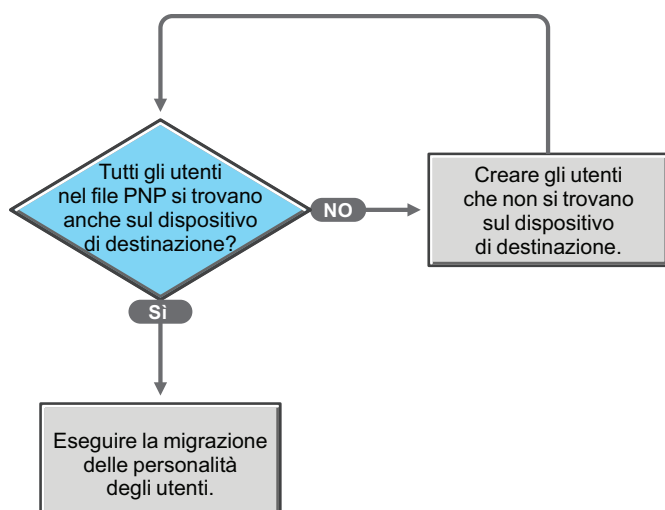 Tutti gli utenti
nel file PNP si trovano
anche sul dispositivo
di destinazione?
NO
Creare gli utenti
che non si trovano
sul dispositivo
di destinazione.
Sì
Eseguire la migrazione
delle personalità
degli utenti.